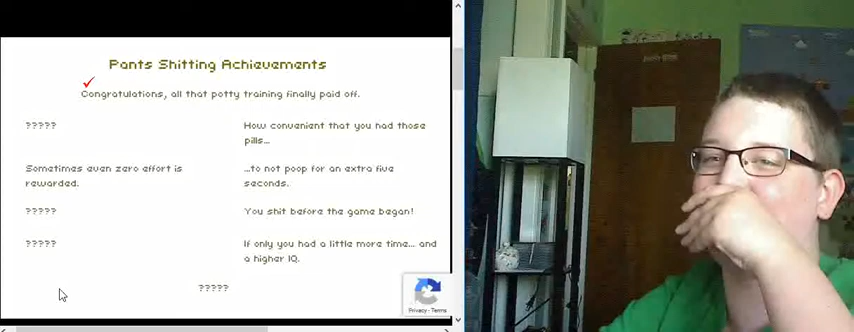 Pants Shitting Achievements
Congratulations, all that potty training finally paid off.
?????
How convenient that you had those
pills...
Sometimes even zero effort is
rewarded.
...to not poop for an extra five
seconds.
?????
You shit before the game began!
?????
If only you had a little more time... and
a higher IQ.
?????
Privacy - Terms